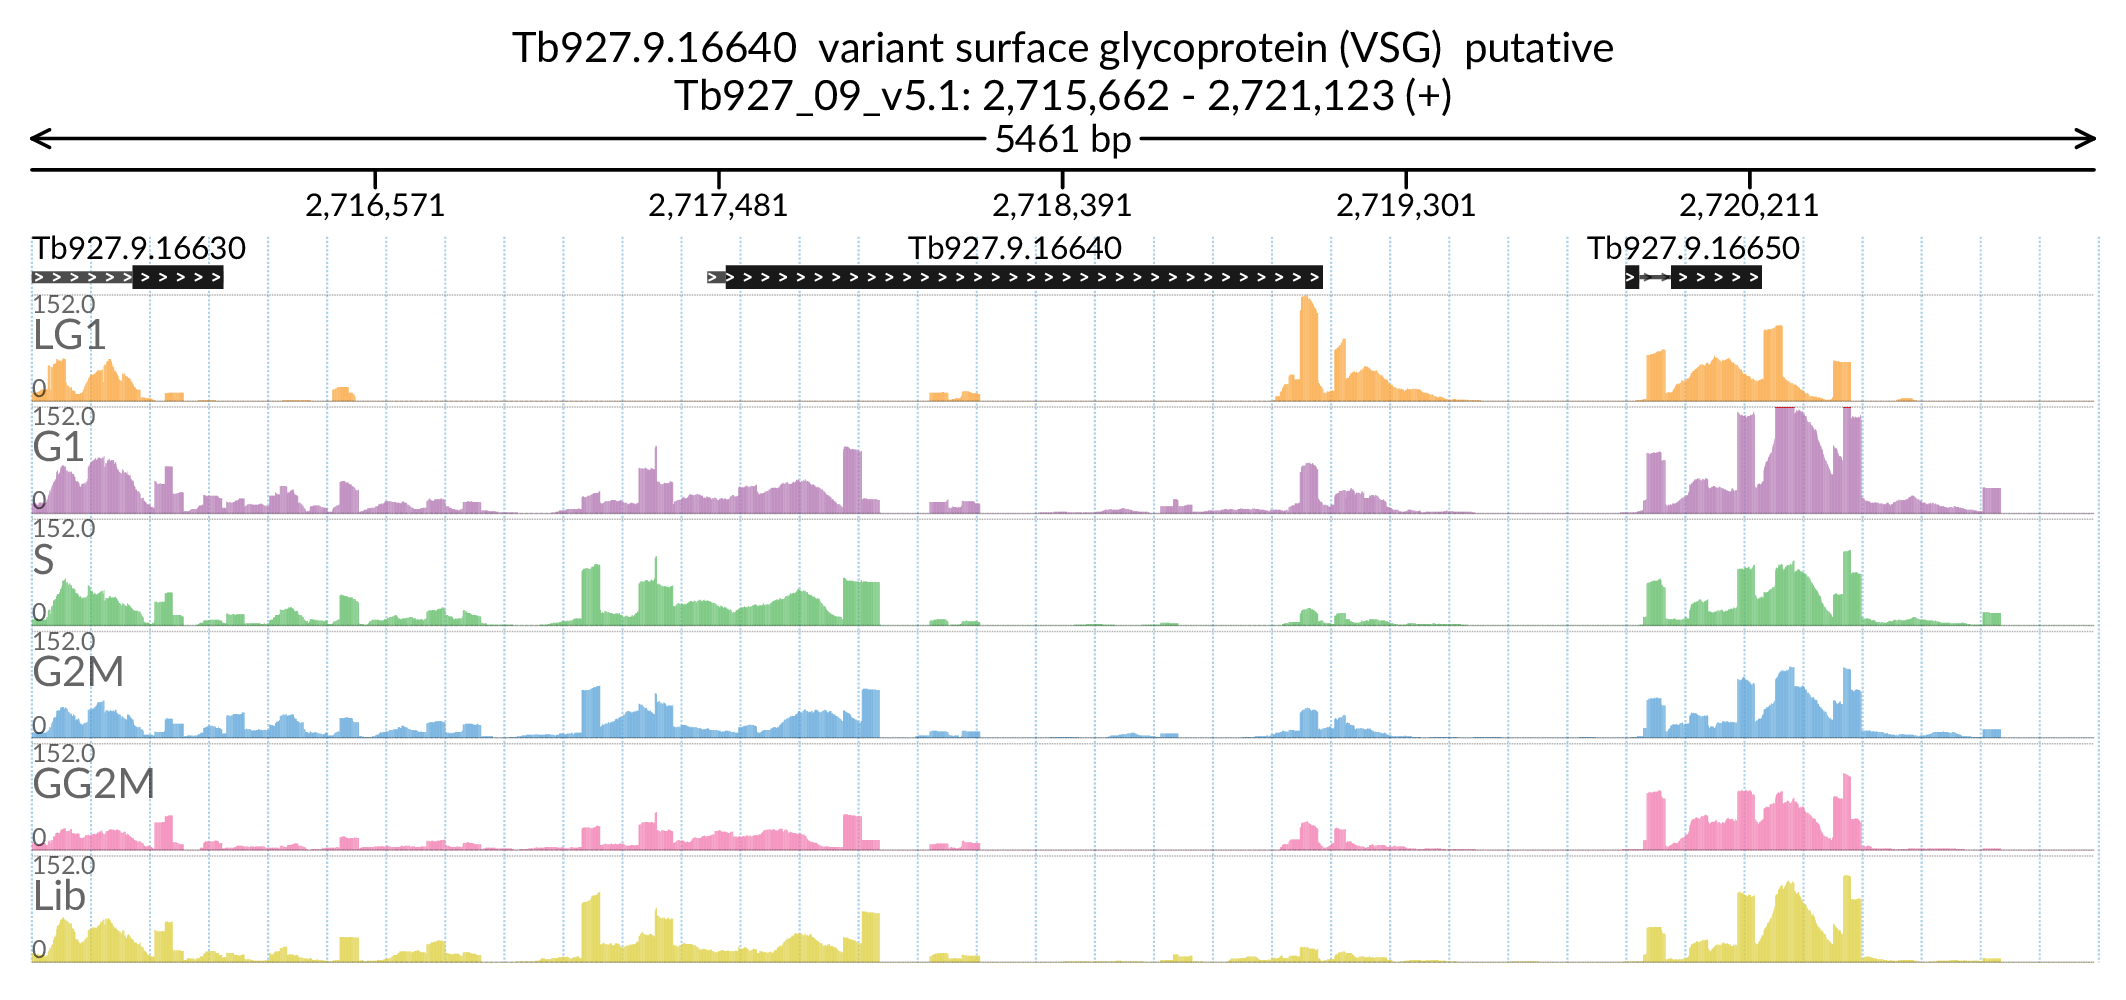 Tb927.9.16640 variant surface glycoprotein (VSG) putative
Tb927_09_v5.1: 2,715,662 - 2,721,123 (+)
5461 bp
2,716,571 2,717,481 2,718,391 2,719,301 2,720,211
Tb927.9.16630 Tb927.9.16640 Tb927.9.16650
152.0
LG1
0
152.0
G1
0
152.0
S
0
152.0
G2M
0
152.0
GG2M
0
152.0
Lib
0